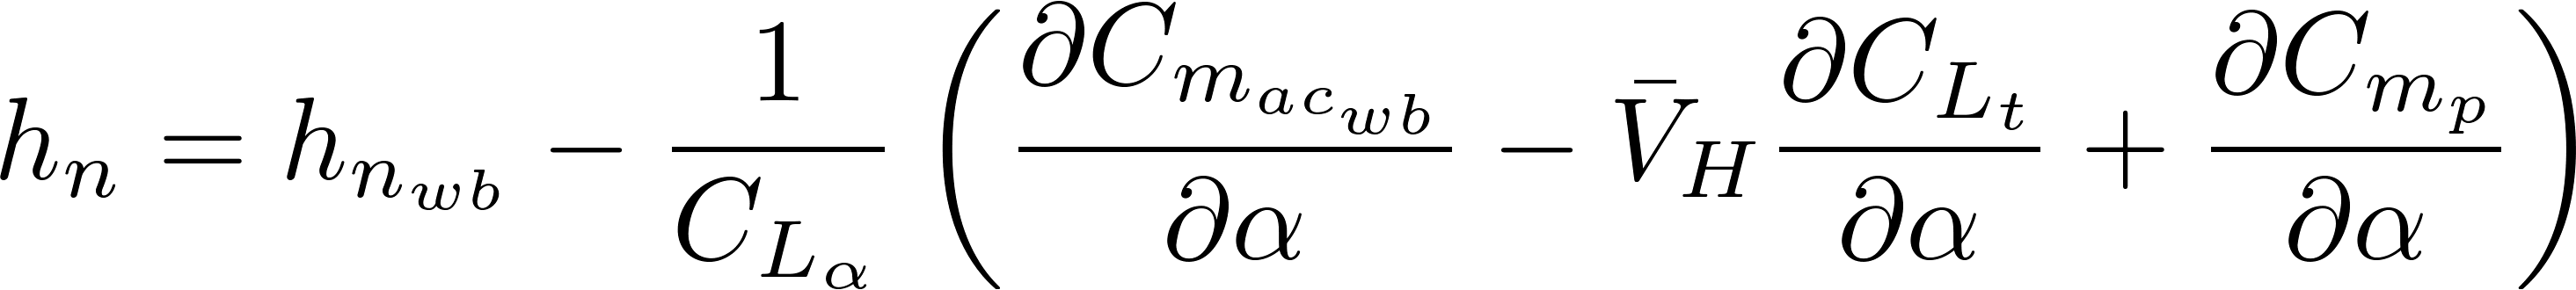 $h_n = h_{n_{wb}} - \frac{1}{C_{L_\alpha}} \left( \frac{\partial C_{m_{ac_{wb}}}}{\partial \alpha} - \bar{V}_H \frac{\partial C_{L_t}}{\partial \alpha} + \frac{\partial C_{m_p}}{\partial \alpha} \right)$